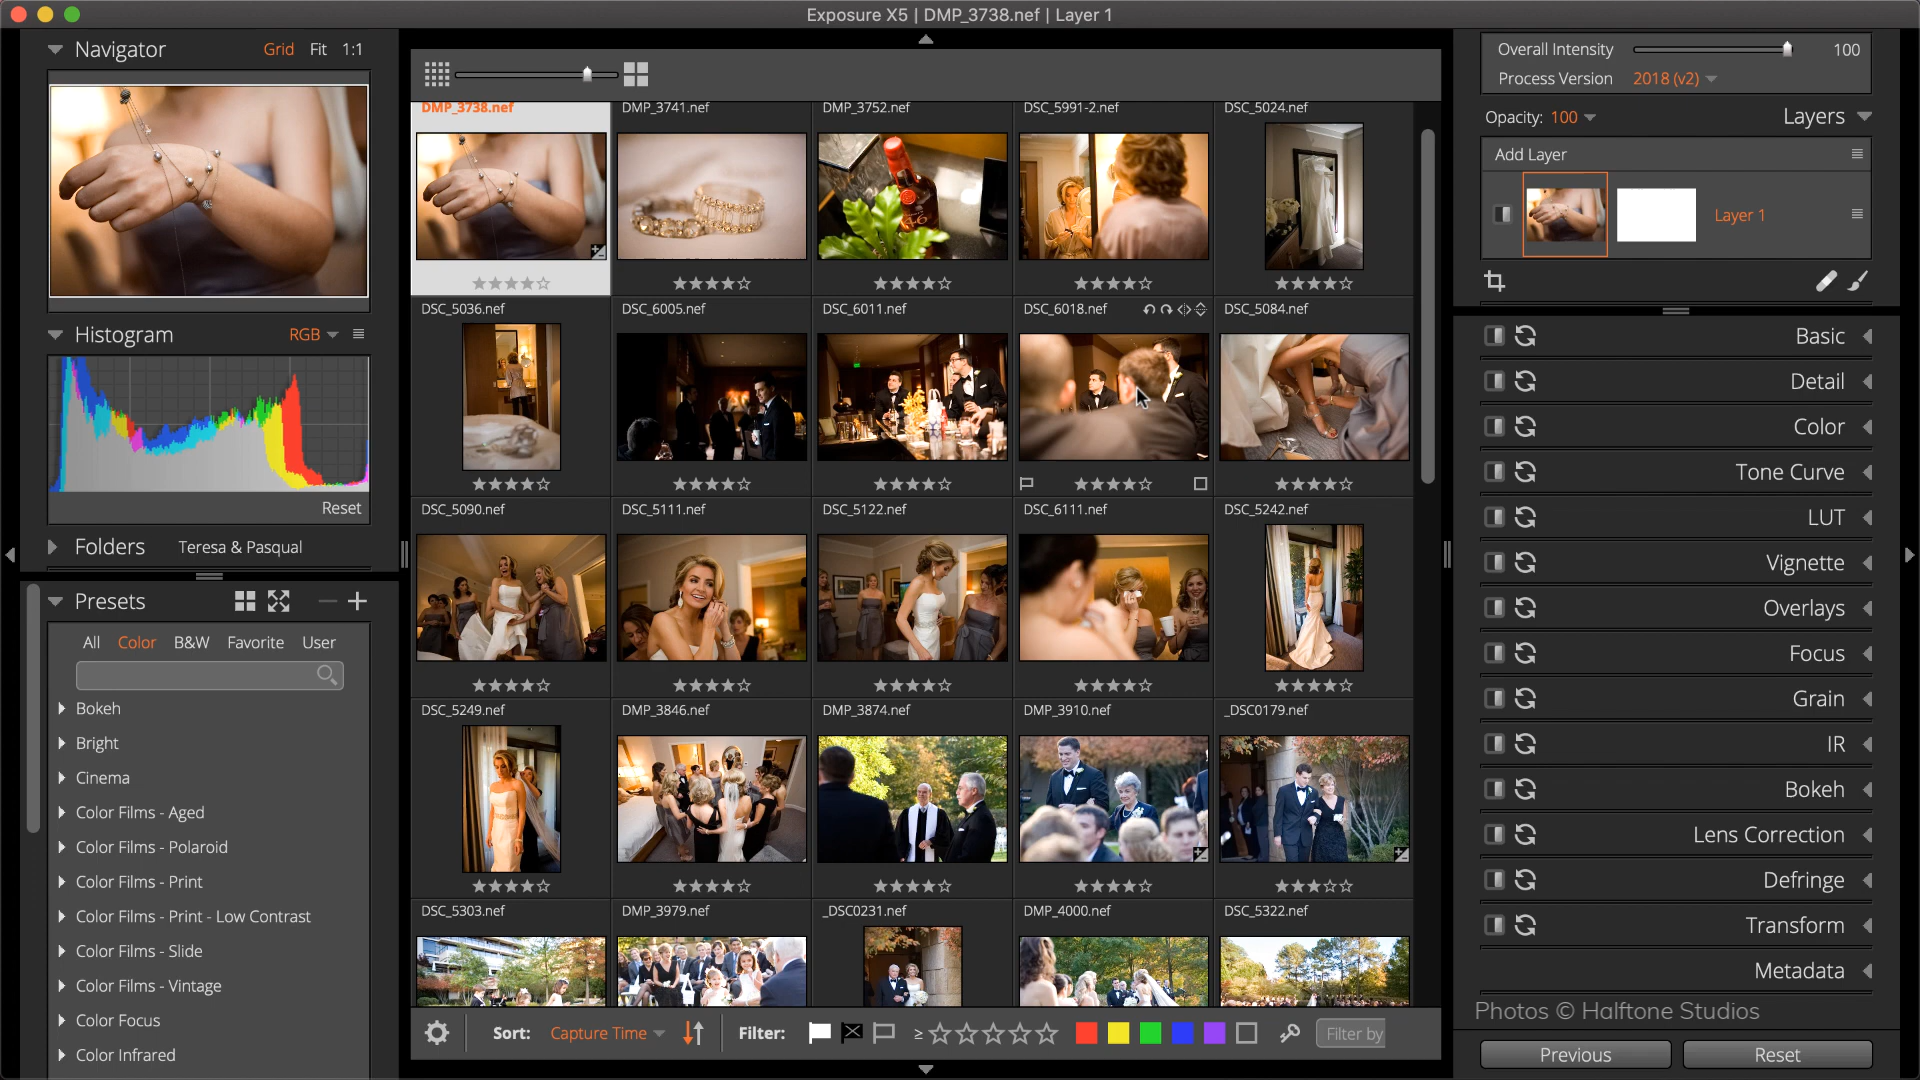 Exposure X5 | DMP_3738.nef | Layer 1
Navigator Grid Fit 1:1
Histogram RGB
Reset
Folders Teresa & Pasqual
Presets
All Color B&W Favorite User
Bokeh
Bright
Cinema
Color Films - Aged
Color Films - Polaroid
Color Films - Print
Color Films - Print - Low Contrast
Color Films - Slide
Color Films - Vintage
Color Focus
Color Infrared
DMP_3738.nef DMP_3741.nef DMP_3752.nef DSC_5991-2.nef DSC_5024.nef
DSC_5036.nef DSC_6005.nef DSC_6011.nef DSC_6018.nef DSC_5084.nef
DSC_5090.nef DSC_5111.nef DSC_5122.nef DSC_6111.nef DSC_5242.nef
DSC_5249.nef DMP_3846.nef DMP_3874.nef DMP_3910.nef _DSC0179.nef
DSC_5303.nef DMP_3979.nef _DSC0231.nef DMP_4000.nef DSC_5322.nef
Sort: Capture Time Filter: ≥ Filter by
Overall Intensity 100
Process Version 2018 (v2)
Opacity: 100 Layers
Add Layer
Layer 1
Basic
Detail
Color
Tone Curve
LUT
Vignette
Overlays
Focus
Grain
IR
Bokeh
Lens Correction
Defringe
Transform
Metadata
Photos © Halftone Studios
Previous Reset